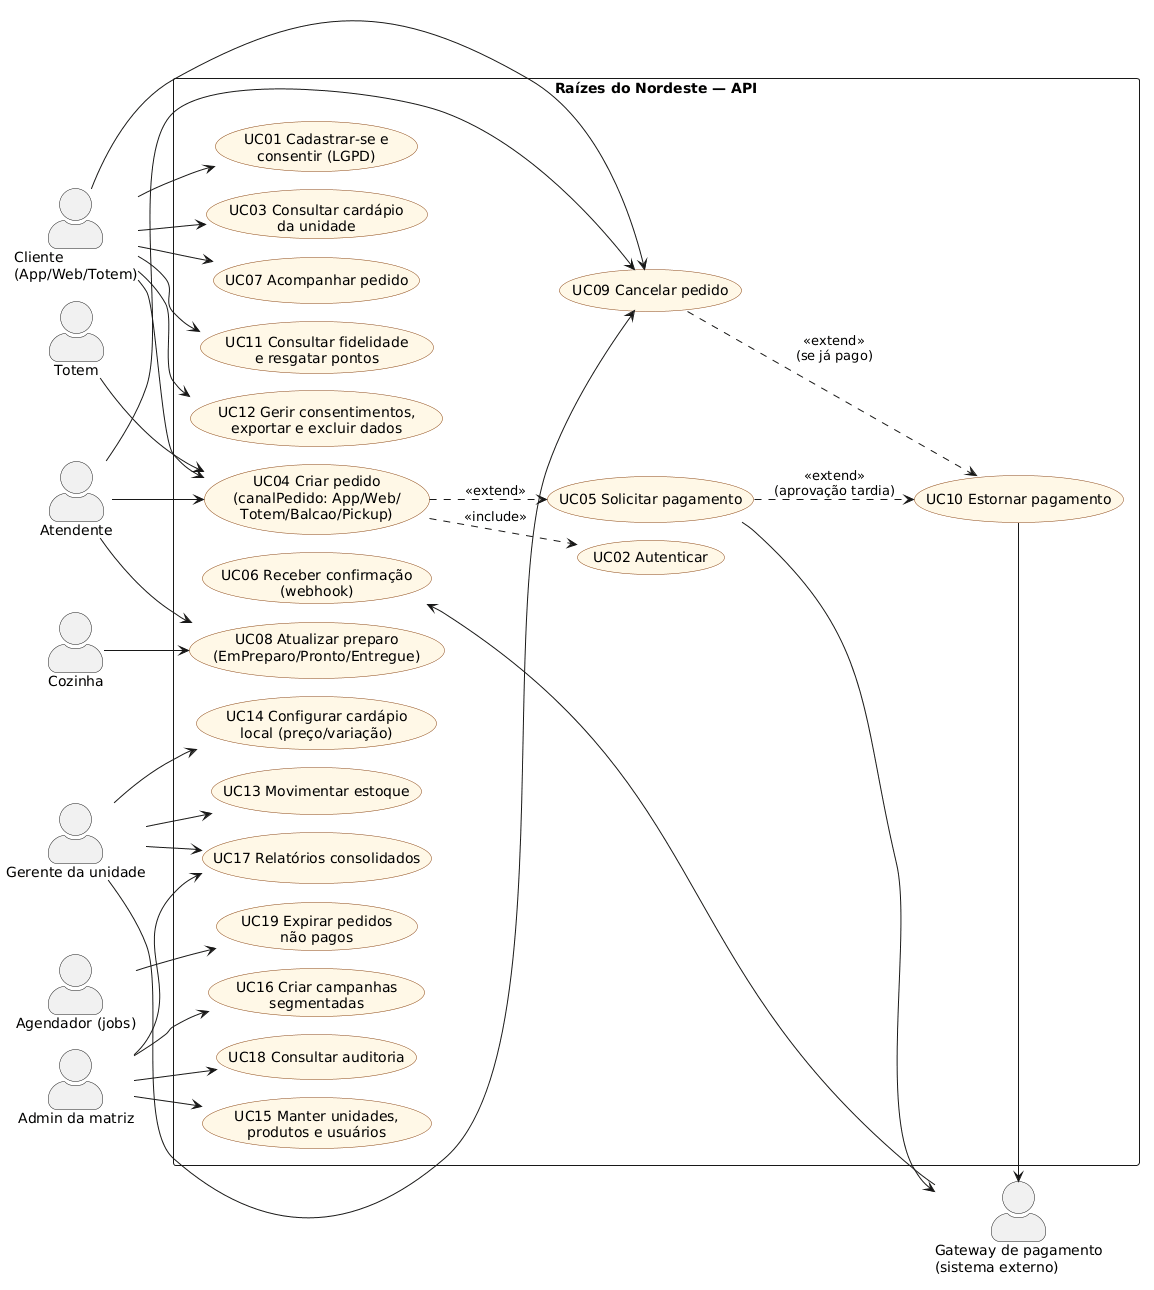 Raízes do Nordeste — API
UC01 Cadastrar-se e
consentir (LGPD)
UC03 Consultar cardápio
da unidade
Cliente
(App/Web/Totem)
UC07 Acompanhar pedido
UC09 Cancelar pedido
UC11 Consultar fidelidade
e resgatar pontos
«extend»
(se já pago)
Totem
UC12 Gerir consentimentos,
exportar e excluir dados
Atendente
UC04 Criar pedido
(canalPedido: App/Web/
Totem/Balcao/Pickup)
«extend»
UC05 Solicitar pagamento
«extend»
(aprovação tardia)
UC10 Estornar pagamento
«include»
UC02 Autenticar
UC06 Receber confirmação
(webhook)
UC08 Atualizar preparo
(EmPreparo/Pronto/Entregue)
Cozinha
UC14 Configurar cardápio
local (preço/variação)
UC13 Movimentar estoque
Gerente da unidade
UC17 Relatórios consolidados
UC19 Expirar pedidos
não pagos
Agendador (jobs)
UC16 Criar campanhas
segmentadas
UC18 Consultar auditoria
Admin da matriz
UC15 Manter unidades,
produtos e usuários
Gateway de pagamento
(sistema externo)